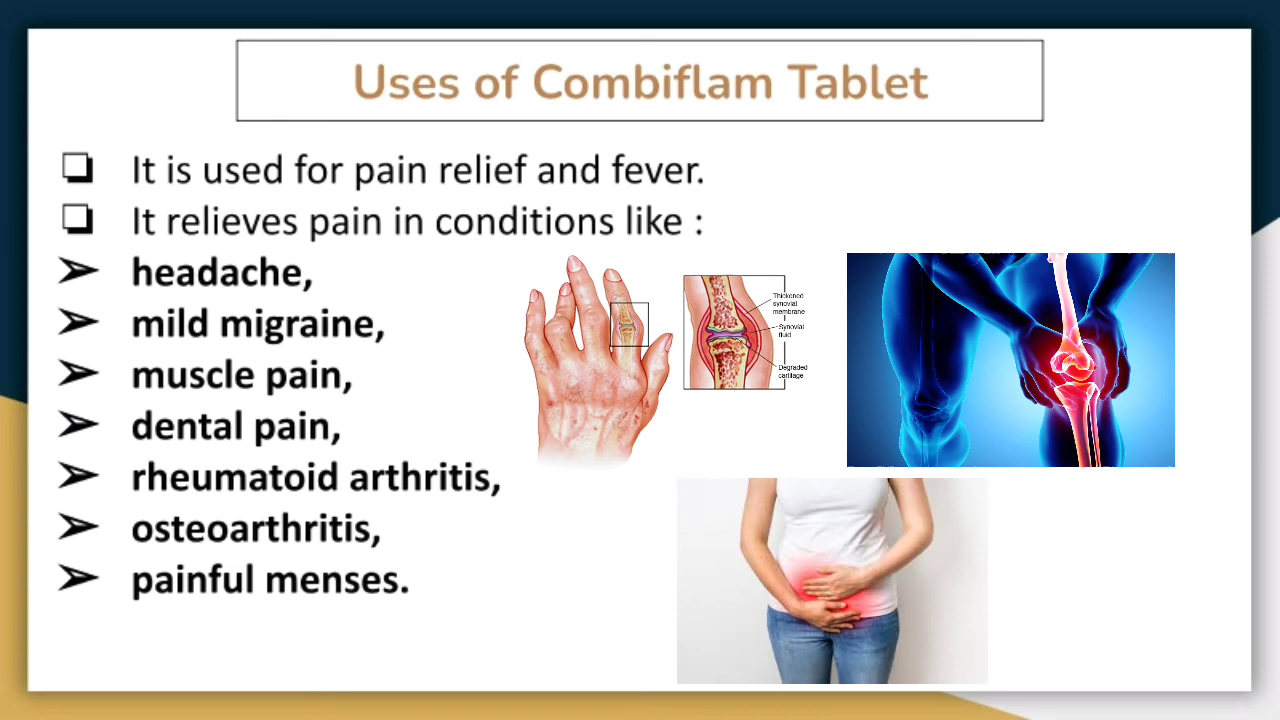 Uses of Combiflam Tablet
❑ It is used for pain relief and fever.
❑ It relieves pain in conditions like :
➢ headache,
➢ mild migraine,
➢ muscle pain,
➢ dental pain,
➢ rheumatoid arthritis,
➢ osteoarthritis,
➢ painful menses.
Thickened
synovial
membrane
Synovial
fluid
Degraded
cartilage